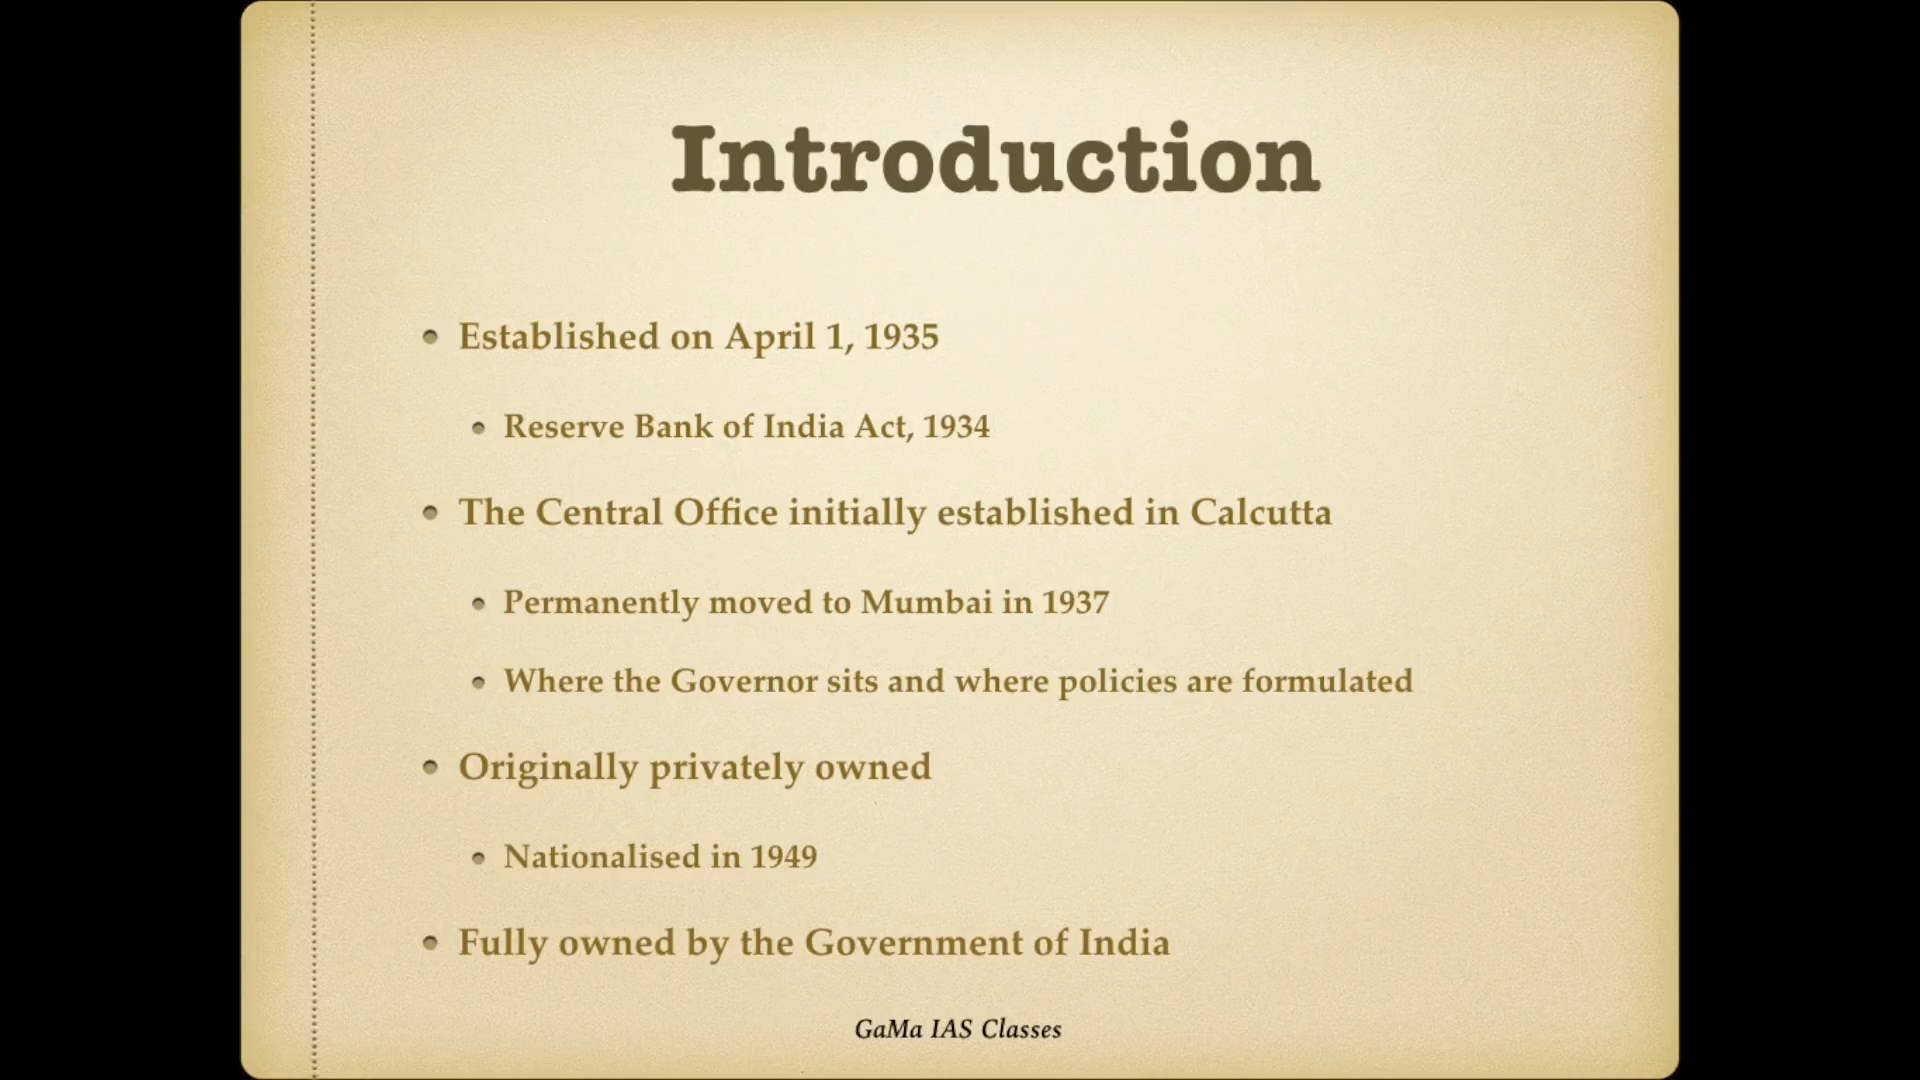 Introduction
Established on April 1, 1935
Reserve Bank of India Act, 1934
The Central Office initially established in Calcutta
Permanently moved to Mumbai in 1937
Where the Governor sits and where policies are formulated
Originally privately owned
Nationalised in 1949
Fully owned by the Government of India
GaMa IAS Classes